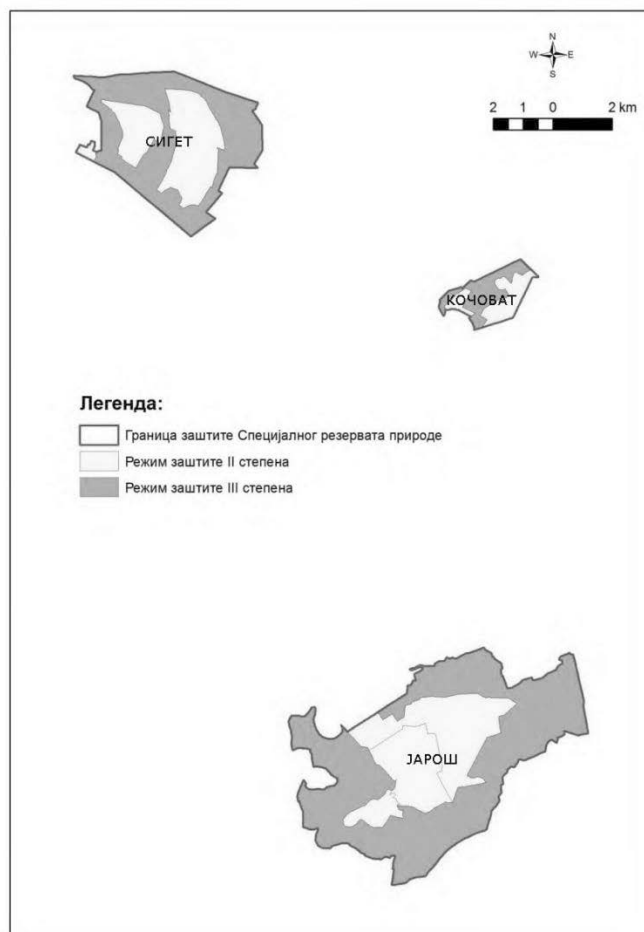 N
W E
S
2 1 0 2 km
СИГЕТ
КОЧОВАТ
Легенда:
Граница заштите Специјалног резервата природе
Режим заштите II степена
Режим заштите III степена
ЈАРОШ